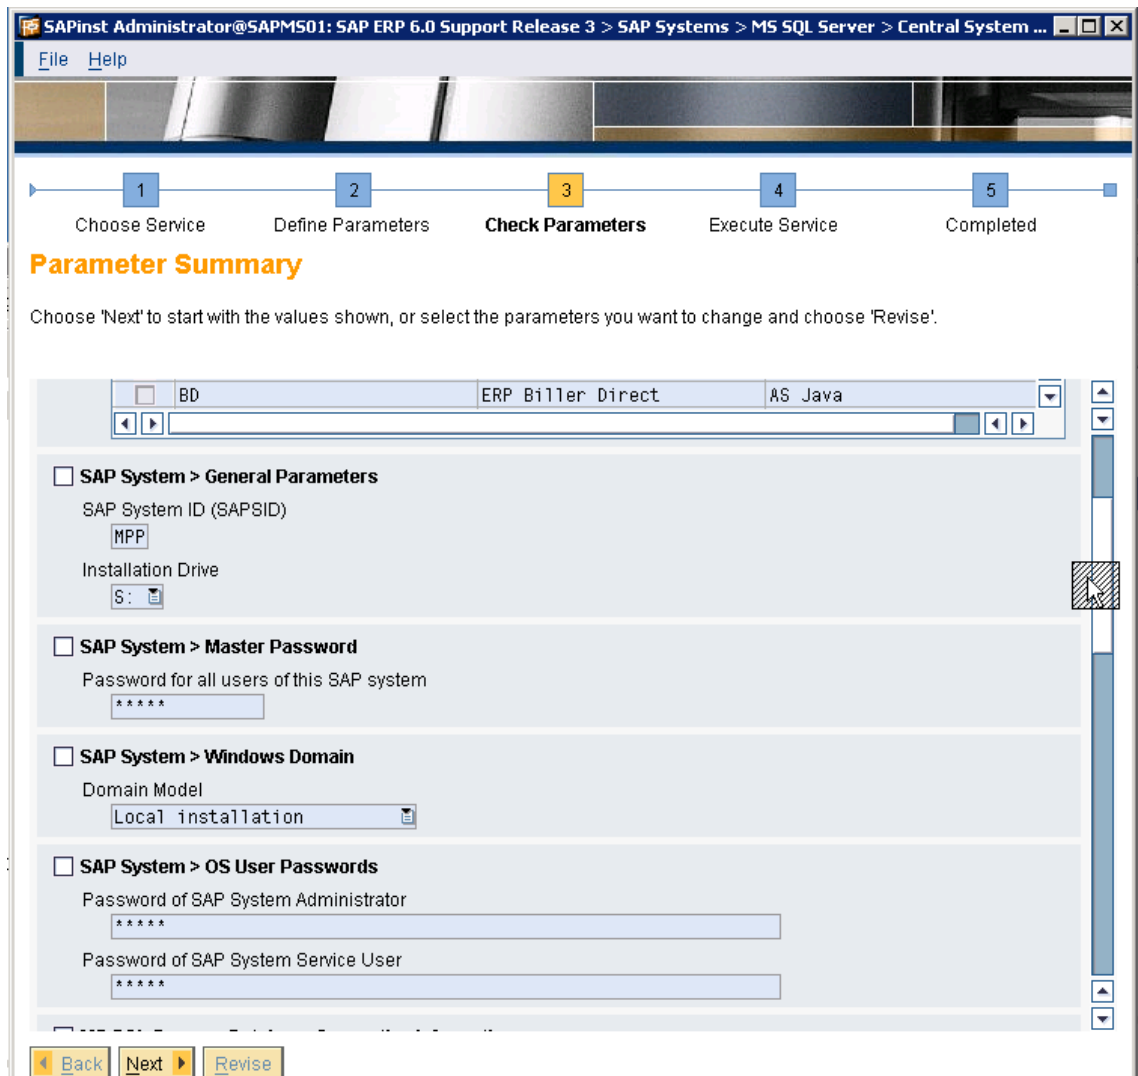 SAPinst Administrator@SAPMS01: SAP ERP 6.0 Support Release 3 > SAP Systems > MS SQL Server > Central System ...
File Help
1 2 3 4 5
Choose Service Define Parameters Check Parameters Execute Service Completed
Parameter Summary
Choose 'Next' to start with the values shown, or select the parameters you want to change and choose 'Revise'.
BD ERP Biller Direct AS Java
SAP System > General Parameters
SAP System ID (SAPSID)
MPP
Installation Drive
S:
SAP System > Master Password
Password for all users of this SAP system
*****
SAP System > Windows Domain
Domain Model
Local installation
SAP System > OS User Passwords
Password of SAP System Administrator
*****
Password of SAP System Service User
*****
Back Next Revise